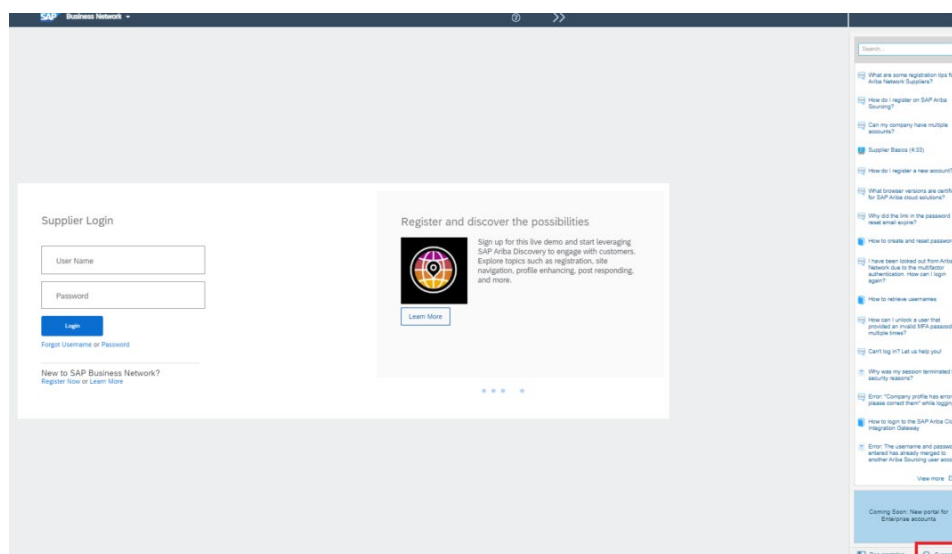 SAP Business Network
Search...
What are some registration tips
Ariba Network Suppliers?
How do I register on SAP Ariba
Sourcing?
Can my company have multiple
accounts?
Supplier Basics (4:33)
How do I register a new account?
What browser versions are
for SAP Ariba cloud solutions?
Why did the link in the password
reset email expire?
How to create and reset
I have been locked out from
Network due to the multifactor
authentication. How can I login
again?
How to retrieve usernames
How can I unlock a user that
provided an invalid MFA
multiple times?
Can't log in? Let us help you!
Why was my session terminated
security reasons?
Error: "Company profile has
please correct them" while
How to login to the SAP Ariba
Integration Gateway
Error: The username and
entered has already merged to
another Ariba Sourcing user
View more
Coming Soon: New portal for
Enterprise accounts
Supplier Login
User Name
Password
Login
Forgot Username or Password
New to SAP Business Network?
Register Now or Learn More
Register and discover the possibilities
Sign up for this live demo and start leveraging
SAP Ariba Discovery to engage with customers.
Explore topics such as registration, site
navigation, profile enhancing, post responding,
and more.
Learn More